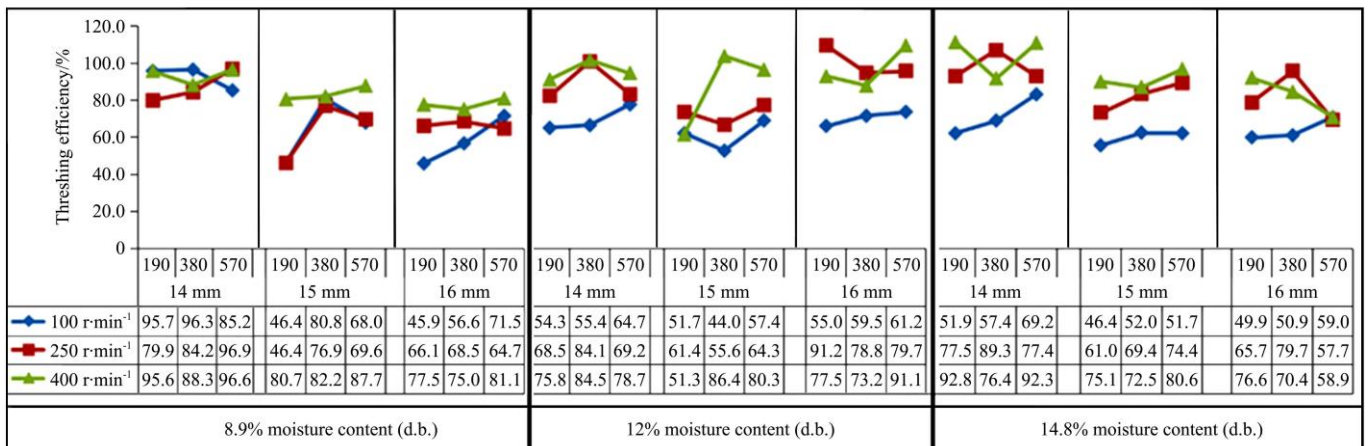 Threshing efficiency/%
120.0
100.0
80.0
60.0
40.0
20.0
0
190 380 570 190 380 570 190 380 570 190 380 570 190 380 570 190 380 570 190 380 570 190 380 570 190 380 570
14 mm 15 mm 16 mm 14 mm 15 mm 16 mm 14 mm 15 mm 16 mm
100 r·min⁻¹ 95.7 96.3 85.2 46.4 80.8 68.0 45.9 56.6 71.5 54.3 55.4 64.7 51.7 44.0 57.4 55.0 59.5 61.2 51.9 57.4 69.2 46.4 52.0 51.7 49.9 50.9 59.0
250 r·min⁻¹ 79.9 84.2 96.9 46.4 76.9 69.6 66.1 68.5 64.7 68.5 84.1 69.2 61.4 55.6 64.3 91.2 78.8 79.7 77.5 89.3 77.4 61.0 69.4 74.4 65.7 79.7 57.7
400 r·min⁻¹ 95.6 88.3 96.6 80.7 82.2 87.7 77.5 75.0 81.1 75.8 84.5 78.7 51.3 86.4 80.3 77.5 73.2 91.1 92.8 76.4 92.3 75.1 72.5 80.6 76.6 70.4 58.9
8.9% moisture content (d.b.) 12% moisture content (d.b.) 14.8% moisture content (d.b.)